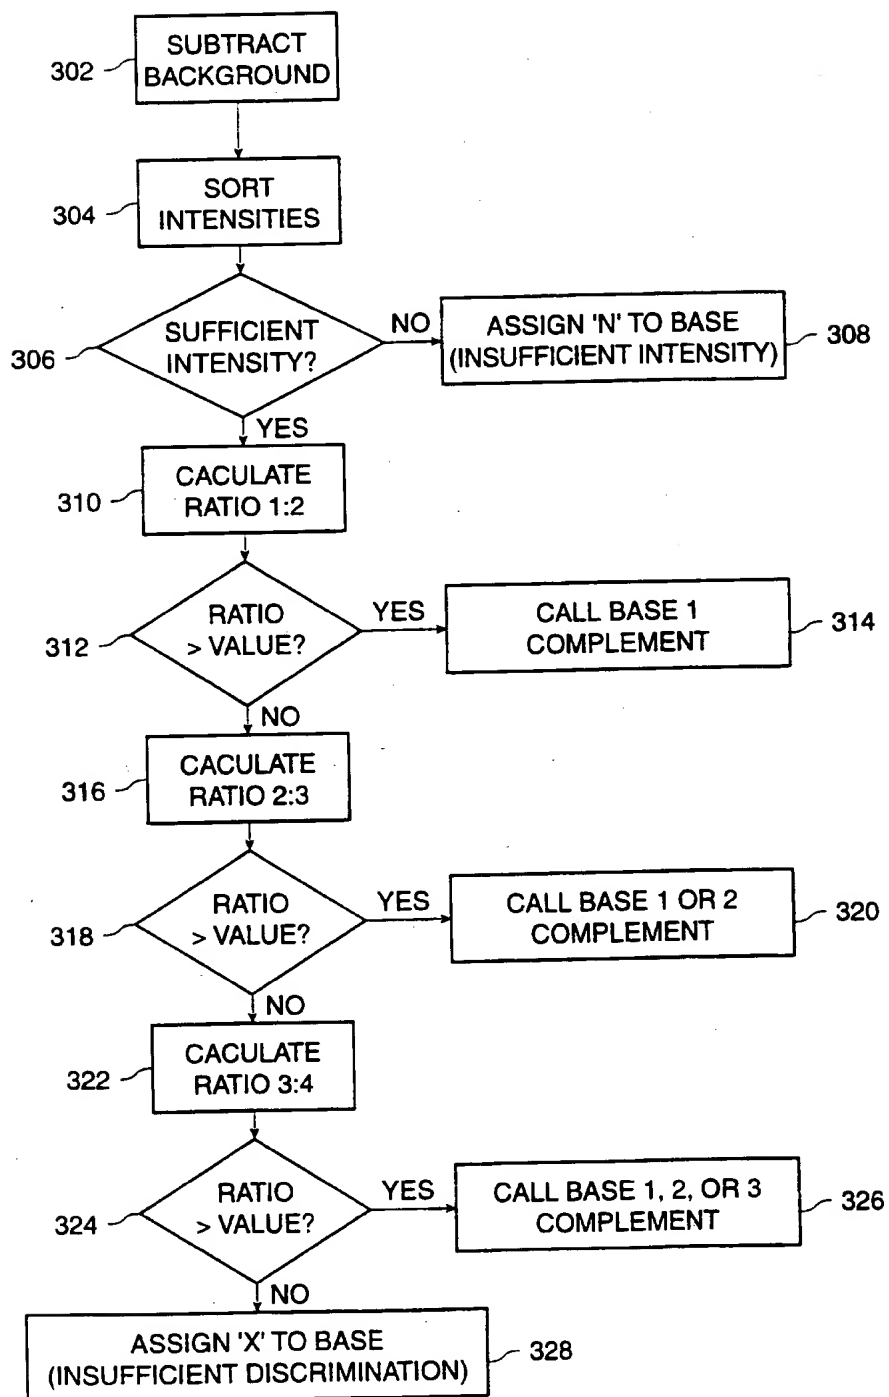 302
SUBTRACT
BACKGROUND
304
SORT
INTENSITIES
306
SUFFICIENT
INTENSITY?
NO
ASSIGN 'N' TO BASE
(INSUFFICIENT INTENSITY)
308
YES
310
CACULATE
RATIO 1:2
312
RATIO
> VALUE?
YES
CALL BASE 1
COMPLEMENT
314
NO
316
CACULATE
RATIO 2:3
318
RATIO
> VALUE?
YES
CALL BASE 1 OR 2
COMPLEMENT
320
NO
322
CACULATE
RATIO 3:4
324
RATIO
> VALUE?
YES
CALL BASE 1, 2, OR 3
COMPLEMENT
326
NO
ASSIGN 'X' TO BASE
(INSUFFICIENT DISCRIMINATION)
328